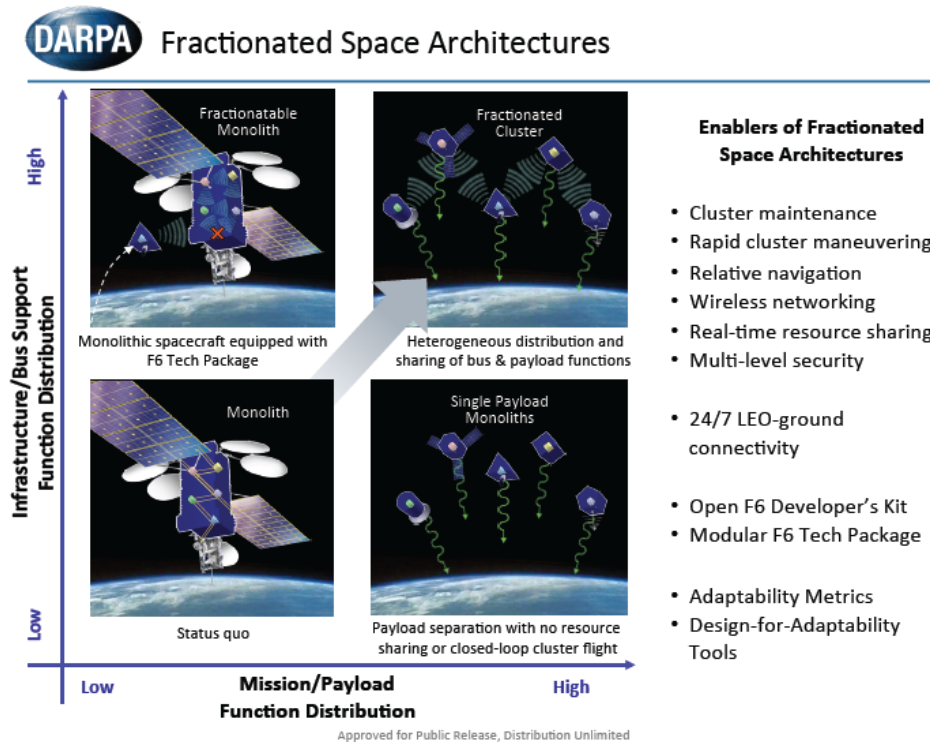 DARPA
Fractionated Space Architectures
Infrastructure/Bus Support
Function Distribution
High
Low
Fractionatable
Monolith
Monolithic spacecraft equipped with
F6 Tech Package
Fractionated
Cluster
Heterogeneous distribution and
sharing of bus & payload functions
Monolith
Status quo
Single Payload
Monoliths
Payload separation with no resource
sharing or closed-loop cluster flight
Low
Mission/Payload
Function Distribution
High
Enablers of Fractionated
Space Architectures
• Cluster maintenance
• Rapid cluster maneuvering
• Relative navigation
• Wireless networking
• Real-time resource sharing
• Multi-level security
• 24/7 LEO-ground
connectivity
• Open F6 Developer's Kit
• Modular F6 Tech Package
• Adaptability Metrics
• Design-for-Adaptability
Tools
Approved for Public Release, Distribution Unlimited